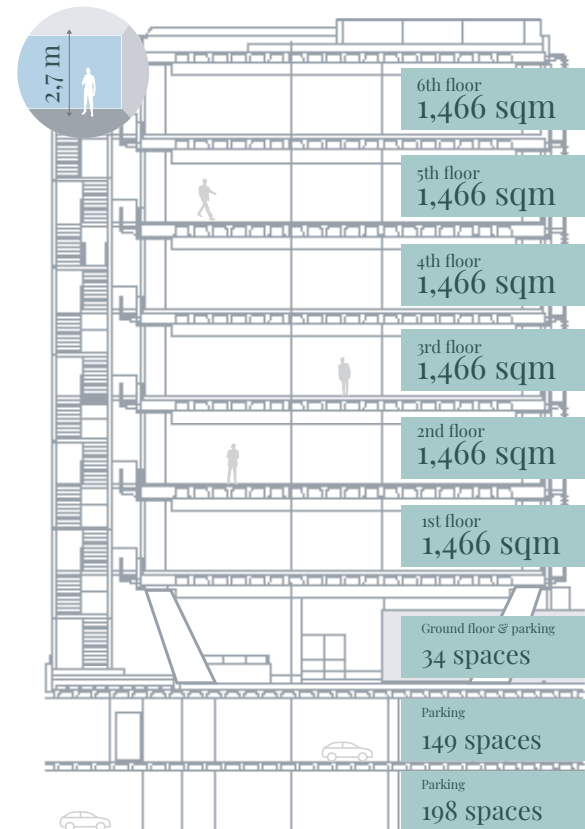 2,7 m
6th floor
1,466 sqm
5th floor
1,466 sqm
4th floor
1,466 sqm
3rd floor
1,466 sqm
2nd floor
1,466 sqm
1st floor
1,466 sqm
Ground floor & parking
34 spaces
Parking
149 spaces
Parking
198 spaces